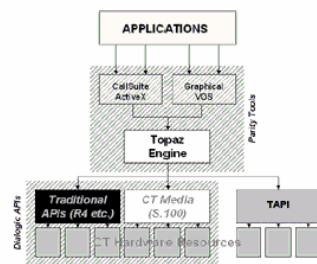 APPLICATIONS
CallSuite
ActiveX
Graphical
VOS
Parity Tools
Topaz
Engine
Dialogic APIs
Traditional
APIs (R4 etc.)
CT Media
(S.100)
TAPI
CT Hardware Resources